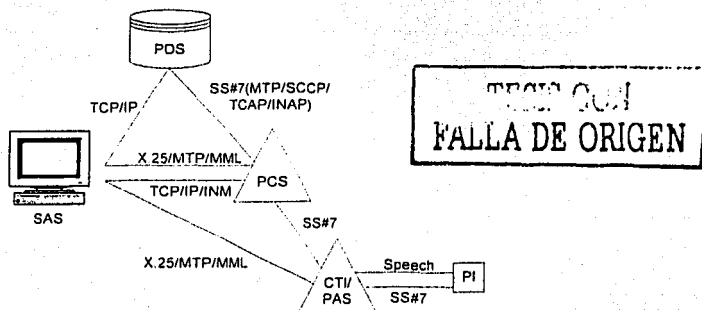 PDS
SS#7(MTP/SCCP/
TCAP/INAP)
TCP/IP
X.25/MTP/MML
TCP/IP/INM
PCS
SAS
SS#7
X.25/MTP/MML
CTI/
PAS
Speech
SS#7
PI
FALLA DE ORIGEN